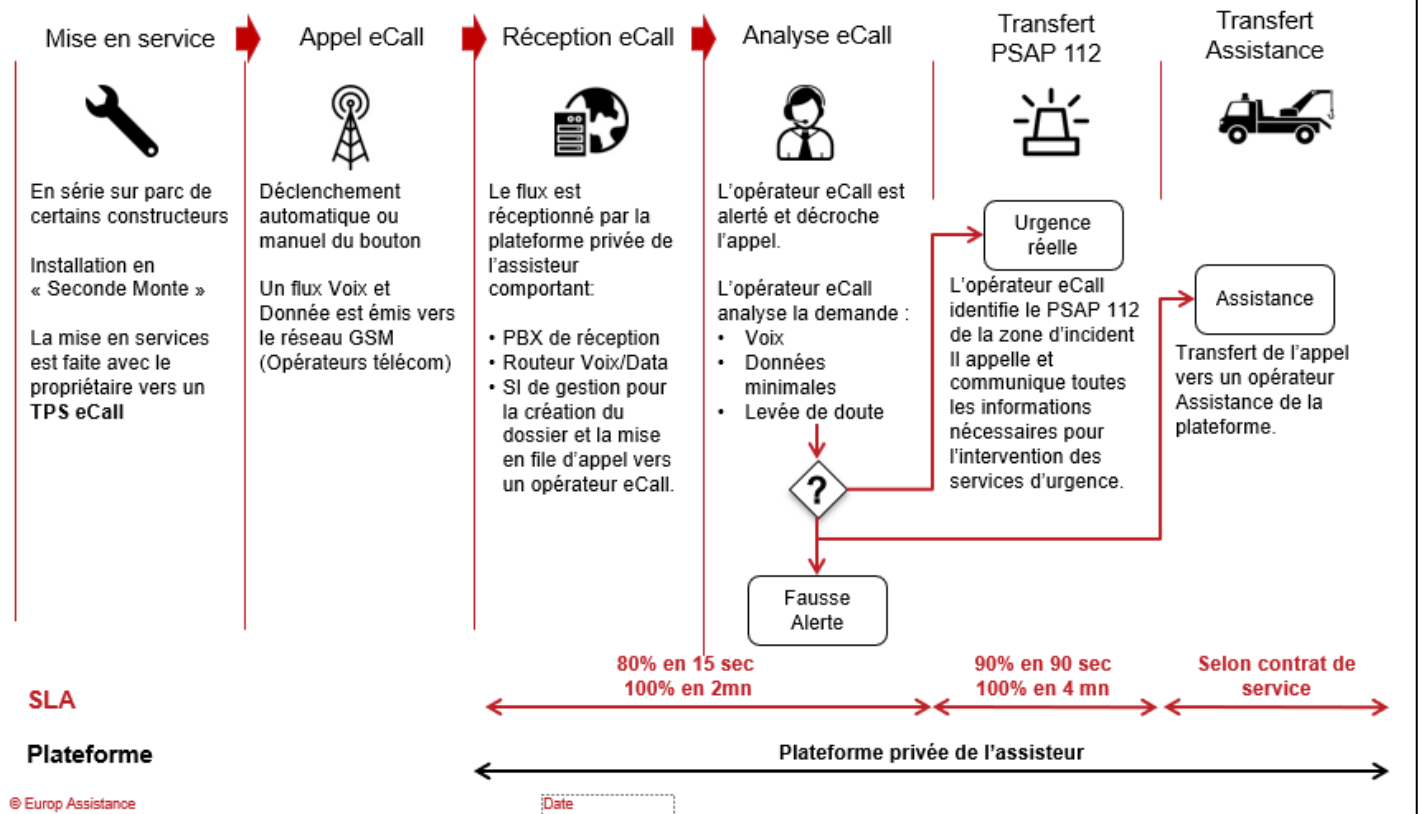 Mise en service
Appel eCall
Réception eCall
Analyse eCall
Transfert
PSAP 112
Transfert
Assistance
En série sur parc de
certains constructeurs
Installation en
« Seconde Monte »
La mise en services
est faite avec le
propriétaire vers un
TPS eCall
Déclenchement
automatique ou
manuel du bouton
Un flux Voix et
Donnée est émis vers
le réseau GSM
(Opérateurs télécom)
Le flux est
réceptionné par la
plateforme privée de
l'assisteur
comportant:
• PBX de réception
• Routeur Voix/Data
• SI de gestion pour
la création du
dossier et la mise
en file d'appel vers
un opérateur eCall.
L'opérateur eCall est
alerté et décroche
l'appel.
L'opérateur eCall
analyse la demande :
• Voix
• Données
minimales
• Levée de doute
?
Fausse
Alerte
Urgence
réelle
L'opérateur eCall
identifie le PSAP 112
de la zone d'incident
Il appelle et
communique toutes
les informations
nécessaires pour
l'intervention des
services d'urgence.
Assistance
Transfert de l'appel
vers un opérateur
Assistance de la
plateforme.
SLA
80% en 15 sec
100% en 2mn
90% en 90 sec
100% en 4 mn
Selon contrat de
service
Plateforme
Plateforme privée de l'assisteur
© Europ Assistance
Date